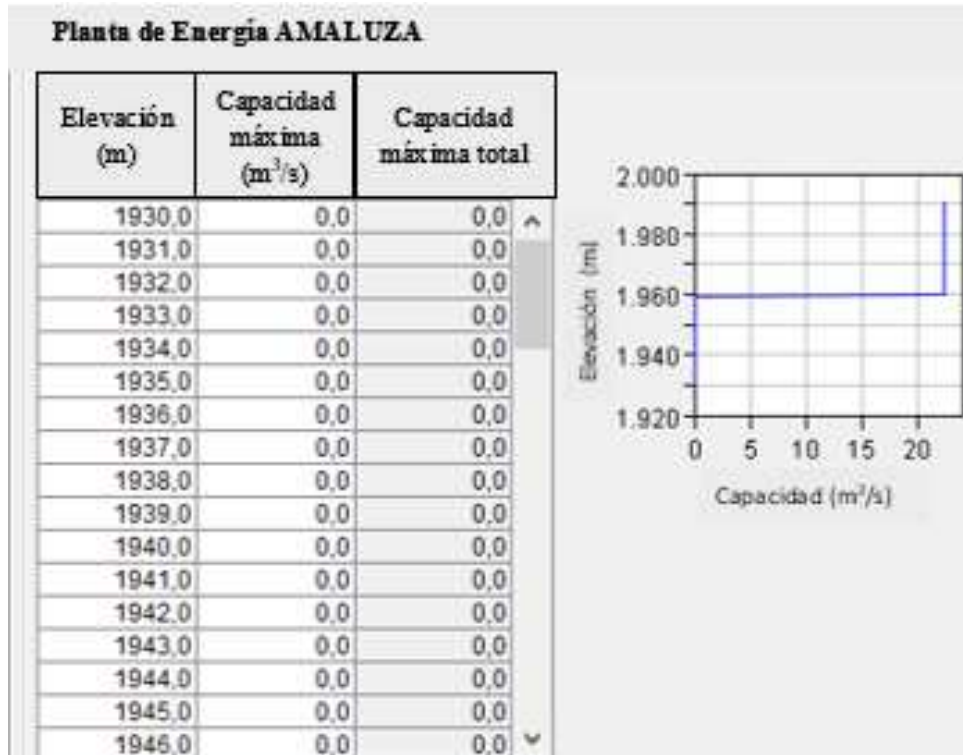 Planta de Energía AMALUZA
Elevación (m) Capacidad máxima (m³/s) Capacidad máxima total
1930,0 0,0 0,0
1931,0 0,0 0,0
1932,0 0,0 0,0
1933,0 0,0 0,0
1934,0 0,0 0,0
1935,0 0,0 0,0
1936,0 0,0 0,0
1937,0 0,0 0,0
1938,0 0,0 0,0
1939,0 0,0 0,0
1940,0 0,0 0,0
1941,0 0,0 0,0
1942,0 0,0 0,0
1943,0 0,0 0,0
1944,0 0,0 0,0
1945,0 0,0 0,0
1946,0 0,0 0,0
Elevación (m)
2.000
1.980
1.960
1.940
1.920
0 5 10 15 20
Capacidad (m³/s)